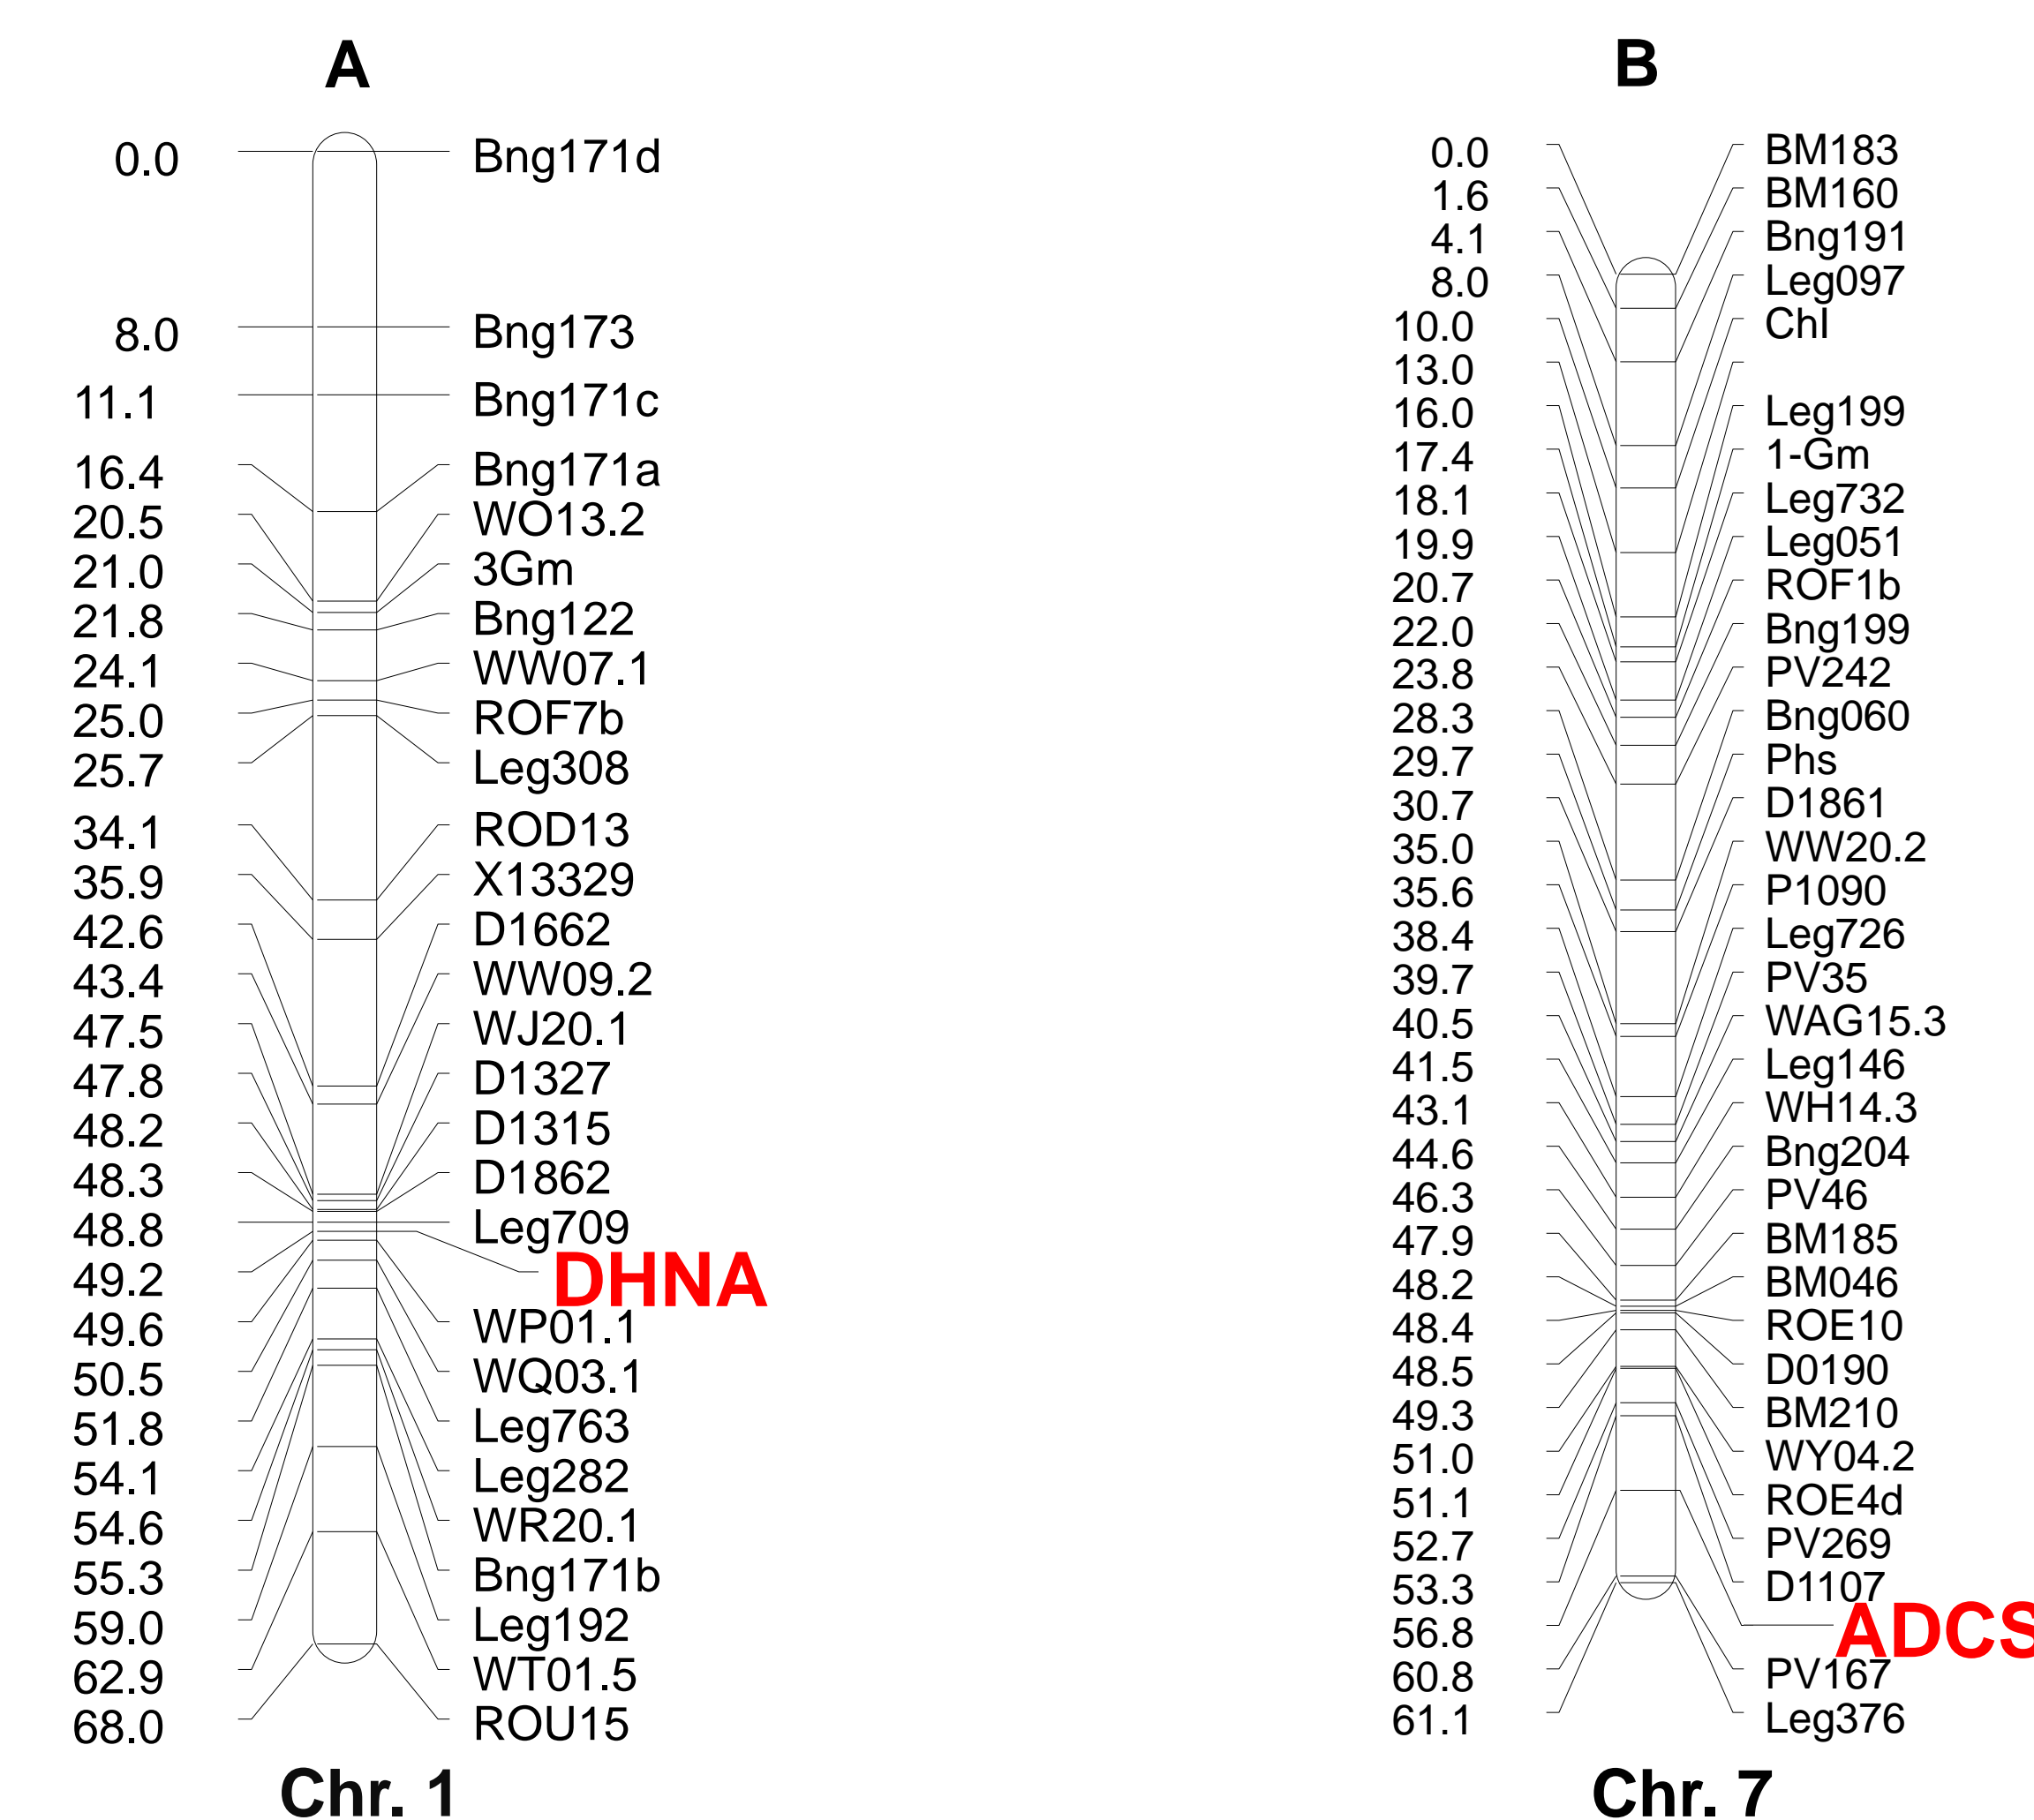 A
0.0 Bng171d
8.0 Bng173
11.1 Bng171c
16.4 Bng171a
20.5 WO13.2
21.0 3Gm
21.8 Bng122
24.1 WW07.1
25.0 ROF7b
25.7 Leg308
34.1 ROD13
35.9 X13329
42.6 D1662
43.4 WW09.2
47.5 WJ20.1
47.8 D1327
48.2 D1315
48.3 D1862
48.8 Leg709
49.2 DHNA
49.6 WP01.1
50.5 WQ03.1
51.8 Leg763
54.1 Leg282
54.6 WR20.1
55.3 Bng171b
59.0 Leg192
62.9 WT01.5
68.0 ROU15
Chr. 1
B
0.0 BM183
1.6 BM160
4.1 Bng191
8.0 Leg097
10.0 Chl
13.0
16.0 Leg199
17.4 1-Gm
18.1 Leg732
19.9 Leg051
20.7 ROF1b
22.0 Bng199
23.8 PV242
28.3 Bng060
29.7 Phs
30.7 D1861
35.0 WW20.2
35.6 P1090
38.4 Leg726
39.7 PV35
40.5 WAG15.3
41.5 Leg146
43.1 WH14.3
44.6 Bng204
46.3 PV46
47.9 BM185
48.2 BM046
48.4 ROE10
48.5 D0190
49.3 BM210
51.0 WY04.2
51.1 ROE4d
52.7 PV269
53.3 D1107
56.8 ADCS
60.8 PV167
61.1 Leg376
Chr. 7